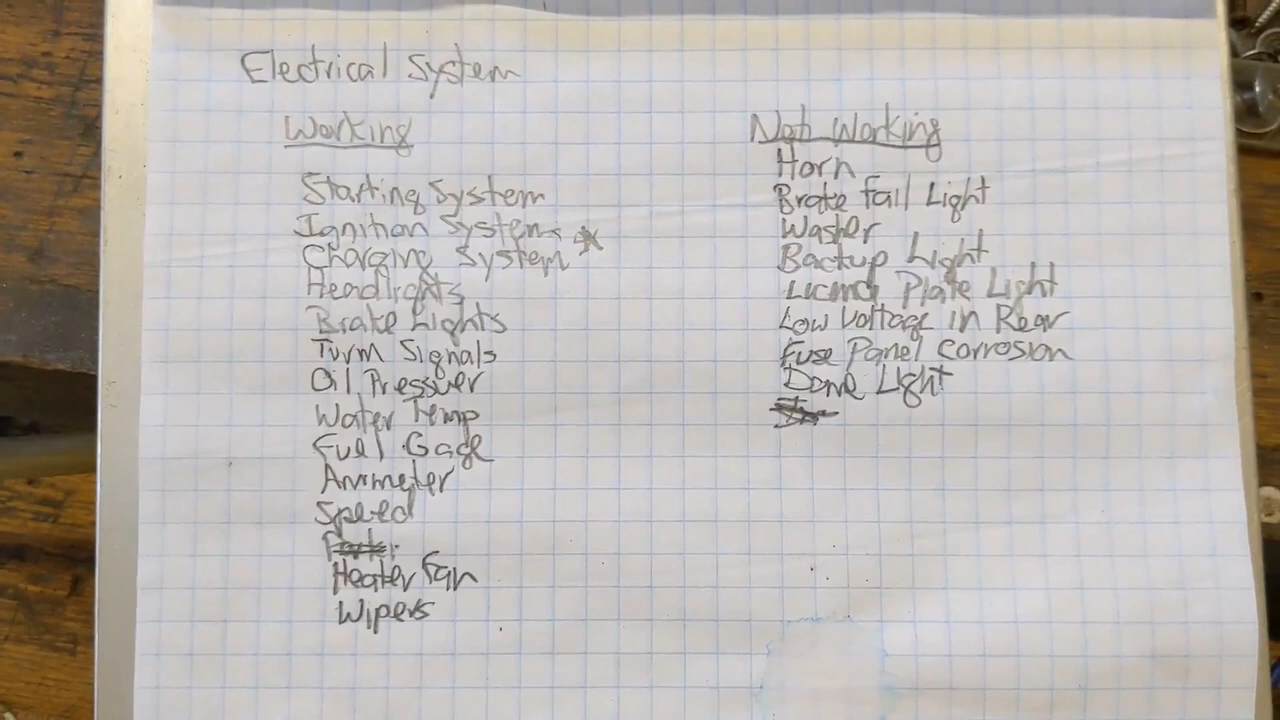 Electrical System
Working
Starting System
Ignition System
Charging System
Headlights
Brake Lights
Turm Signals
Oil Pressuer
Water Temp
Fuel Gage
Ammeter
Speed
Heater Fan
Wipers
Not Working
Horn
Brake Fail Light
Washer
Backup Light
Plate Light
Low Voltage in Rear
Fuse Panel Corrosion
Dome Light